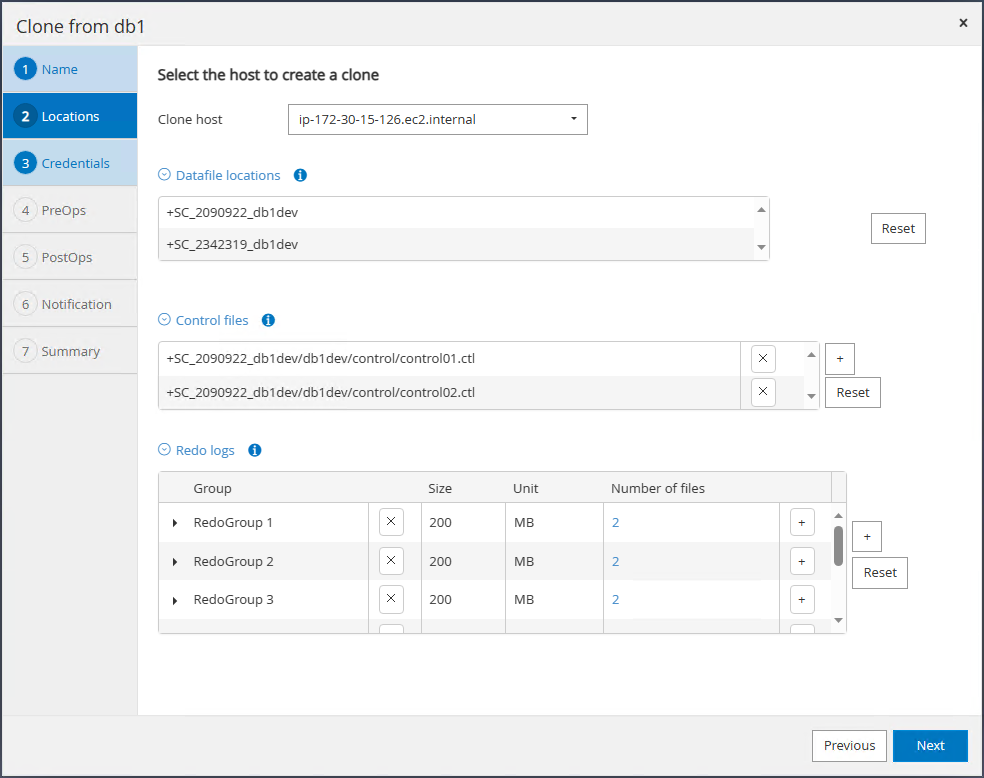 Clone from db1 ×
1 Name
2 Locations
3 Credentials
4 PreOps
5 PostOps
6 Notification
7 Summary
Select the host to create a clone
Clone host ip-172-30-15-126.ec2.internal
Datafile locations i
+SC_2090922_db1dev
+SC_2342319_db1dev
Reset
Control files i
+SC_2090922_db1dev/db1dev/control/control01.ctl × +
+SC_2090922_db1dev/db1dev/control/control02.ctl × Reset
Redo logs i
Group Size Unit Number of files
RedoGroup 1 × 200 MB 2 +
+
RedoGroup 2 × 200 MB 2 +
Reset
RedoGroup 3 × 200 MB 2 +
Previous Next